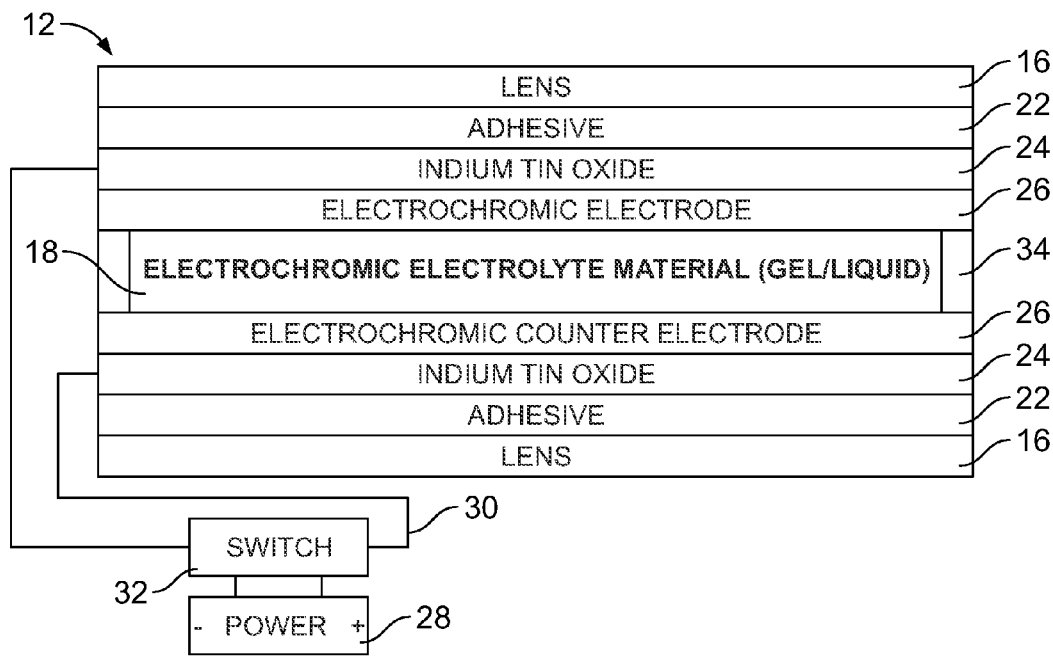 12
LENS 16
ADHESIVE 22
INDIUM TIN OXIDE 24
ELECTROCHROMIC ELECTRODE 26
18 ELECTROCHROMIC ELECTROLYTE MATERIAL (GEL/LIQUID) 34
ELECTROCHROMIC COUNTER ELECTRODE 26
INDIUM TIN OXIDE 24
ADHESIVE 22
LENS 16
30
SWITCH
32
- POWER + 28